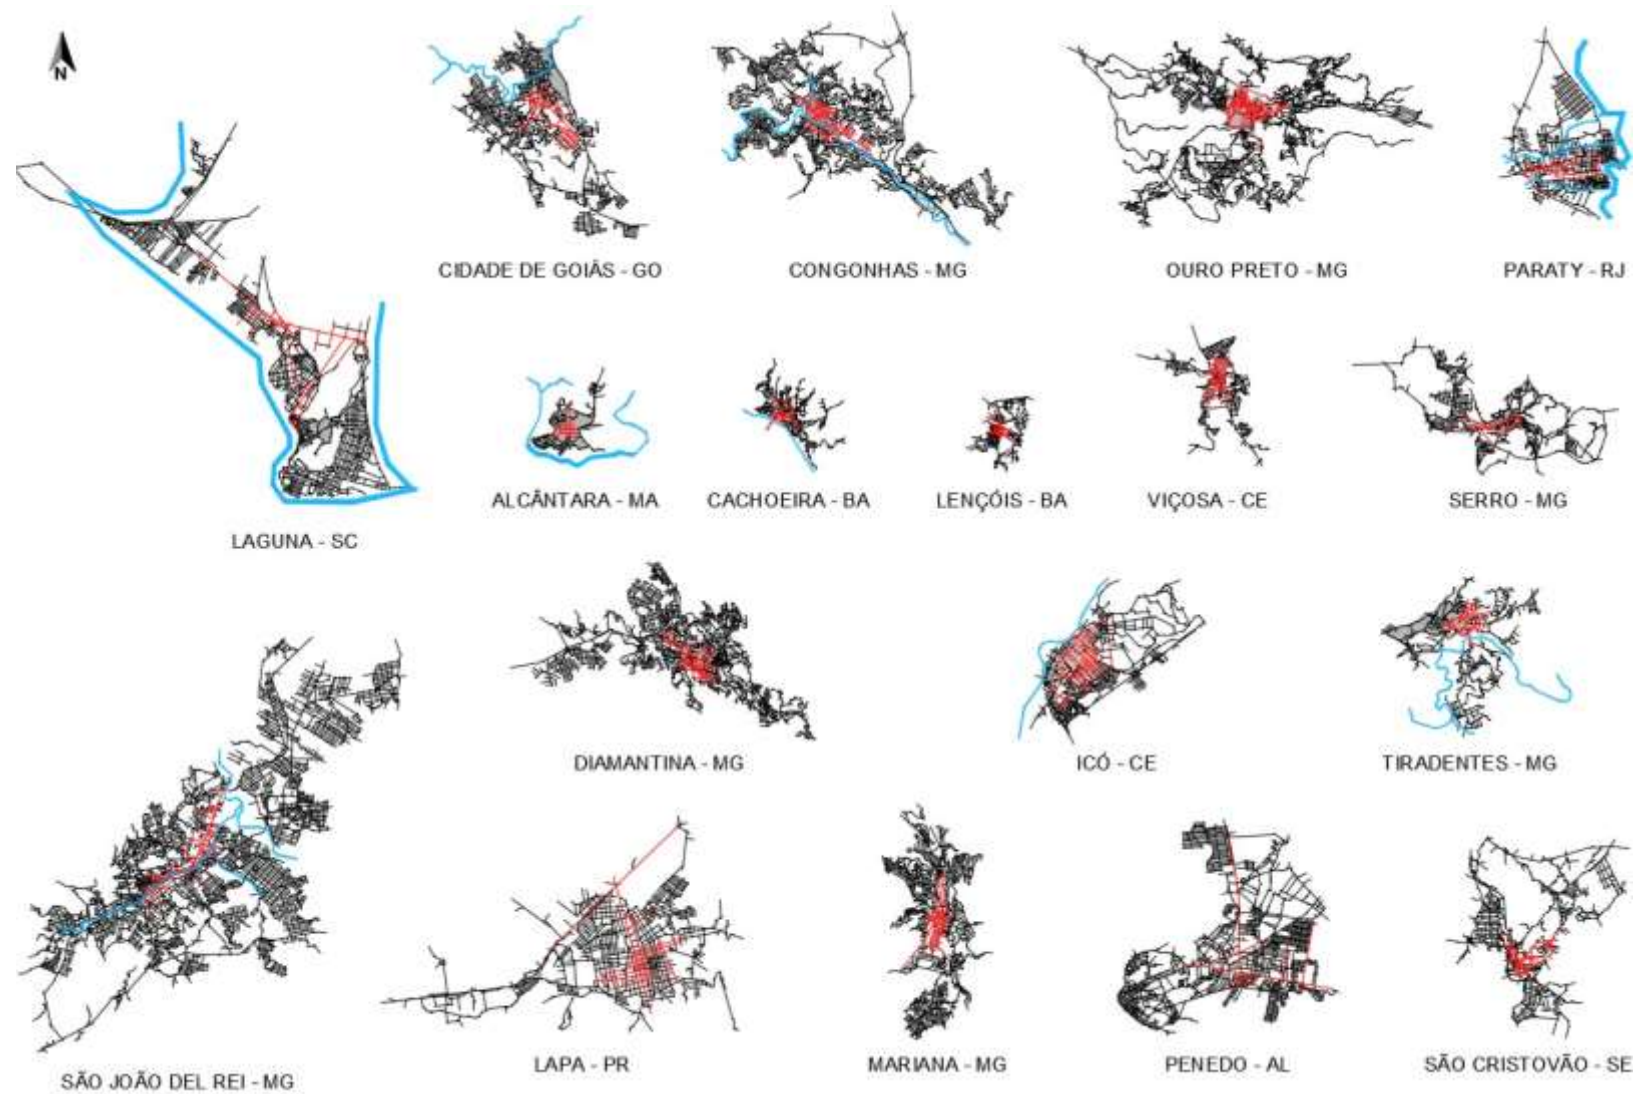 N
CIDADE DE GOIÁS - GO
CONGONHAS - MG
OURO PRETO - MG
PARATY - RJ
LAGUNA - SC
ALCÂNTARA - MA
CACHOEIRA - BA
LENÇÓIS - BA
VIÇOSA - CE
SERRO - MG
DIAMANTINA - MG
ICÓ - CE
TIRADENTES - MG
SÃO JOÃO DEL REI - MG
LAPA - PR
MARIANA - MG
PENEDO - AL
SÃO CRISTOVÃO - SE